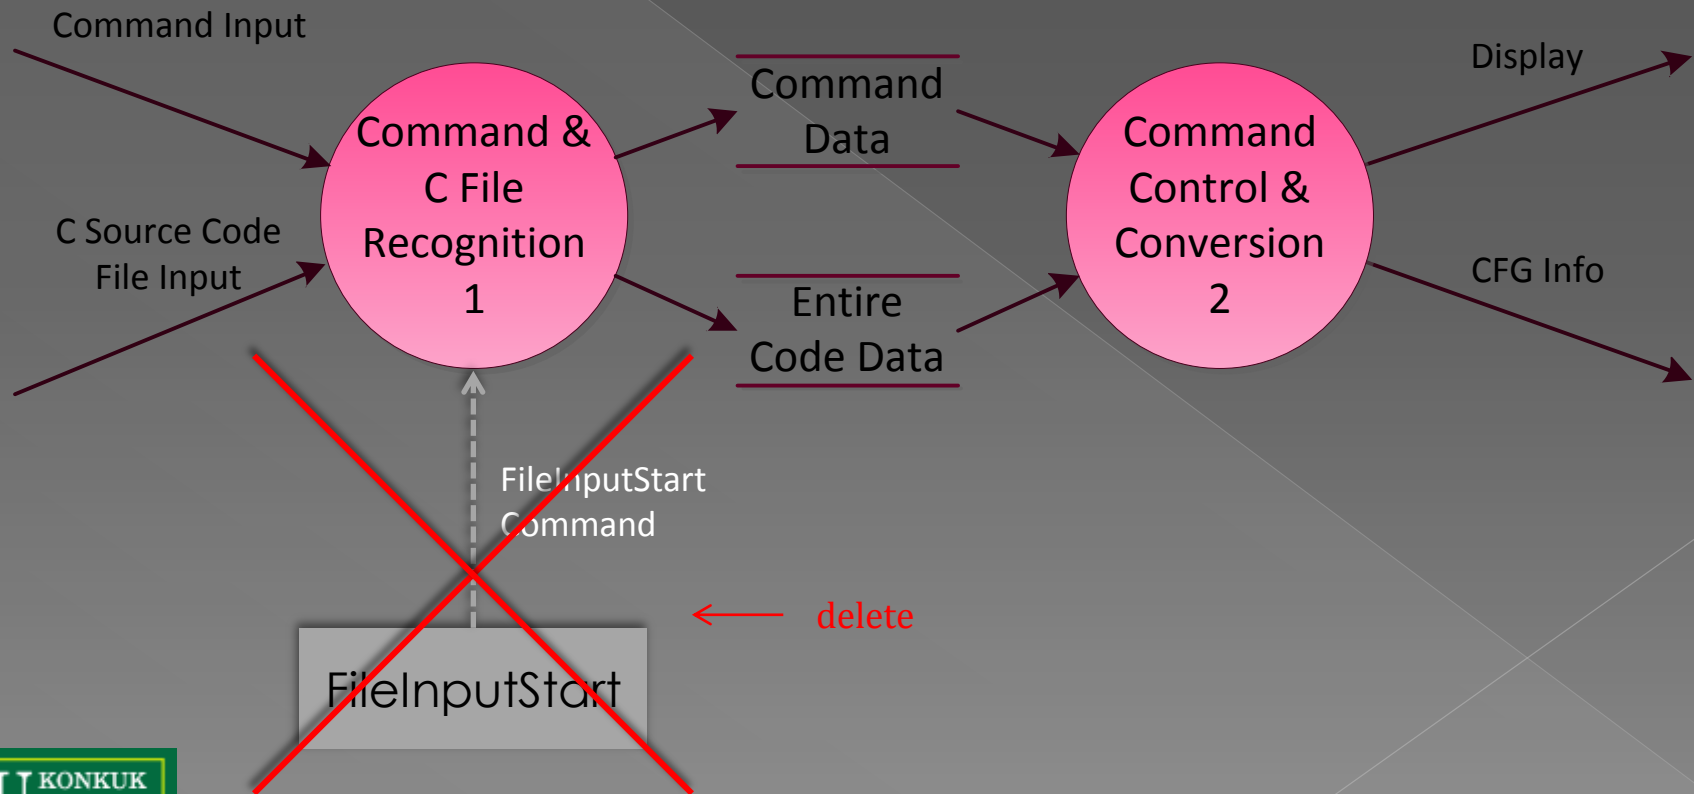 Command Input
Command &
C File
Recognition
1
C Source Code
File Input
Command
Data
Entire
Code Data
Command
Control &
Conversion
2
Display
CFG Info
FileInputStart
Command
delete
FileInputStart
KONKUK